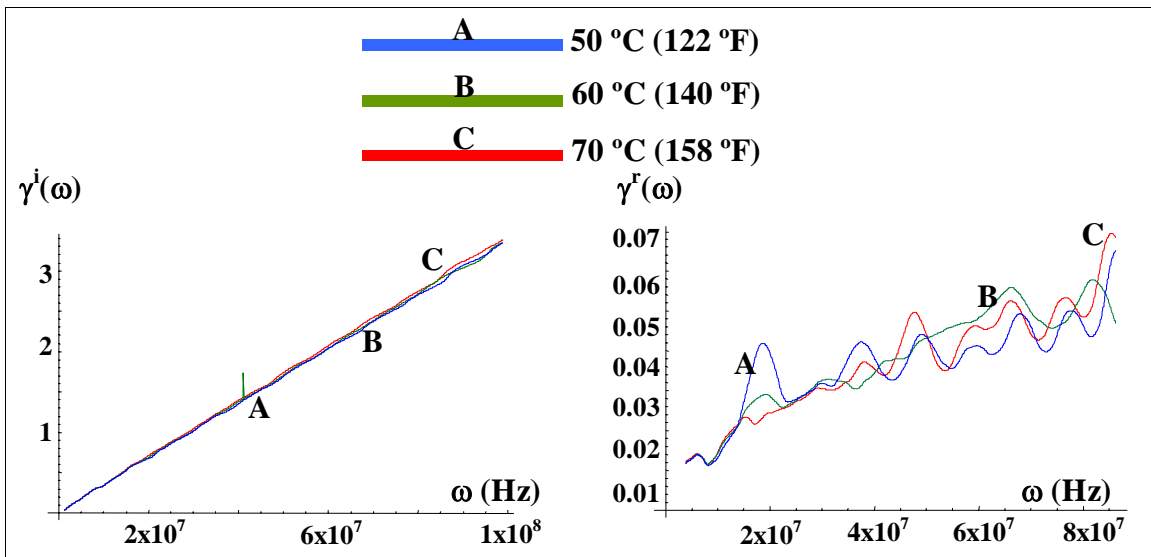 A
50 ºC (122 ºF)
B
60 ºC (140 ºF)
C
70 ºC (158 ºF)
γⁱ(ω)
3
2
1
C
B
A
ω (Hz)
2x10⁷
6x10⁷
1x10⁸
γʳ(ω)
0.07
0.06
0.05
0.04
0.03
0.02
0.01
C
B
A
ω (Hz)
2x10⁷
4x10⁷
6x10⁷
8x10⁷